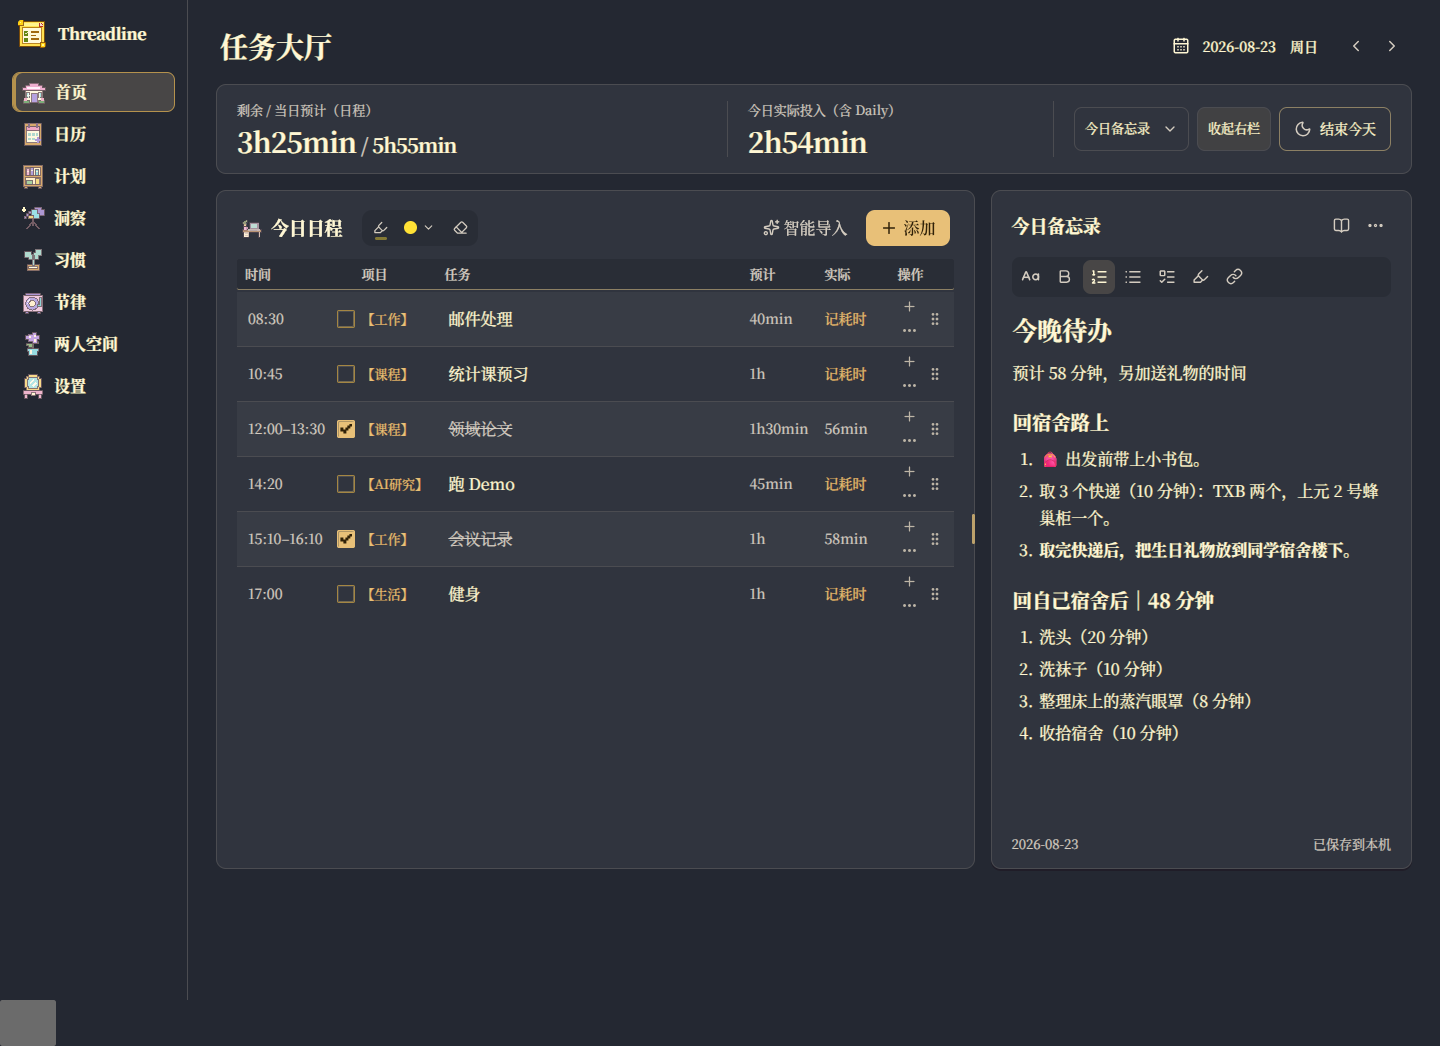 Threadline
首页
日历
计划
洞察
习惯
节律
两人空间
设置
任务大厅
2026-08-23 周日
剩余 / 当日预计（日程）
3h25min / 5h55min
今日实际投入（含 Daily）
2h54min
今日备忘录
收起右栏
结束今天
今日日程
智能导入
添加
时间 项目 任务 预计 实际 操作
08:30 【工作】 邮件处理 40min 记耗时
10:45 【课程】 统计课预习 1h 记耗时
12:00–13:30 【课程】 领域论文 1h30min 56min
14:20 【AI研究】 跑 Demo 45min 记耗时
15:10–16:10 【工作】 会议记录 1h 58min
17:00 【生活】 健身 1h 记耗时
今日备忘录
Aa B
今晚待办
预计 58 分钟，另加送礼物的时间
回宿舍路上
1. 👛 出发前带上小书包。
2. 取 3 个快递（10 分钟）：TXB 两个，上元 2 号蜂
巢柜一个。
3. 取完快递后，把生日礼物放到同学宿舍楼下。
回自己宿舍后｜48 分钟
1. 洗头（20 分钟）
2. 洗袜子（10 分钟）
3. 整理床上的蒸汽眼罩（8 分钟）
4. 收拾宿舍（10 分钟）
2026-08-23 已保存到本机